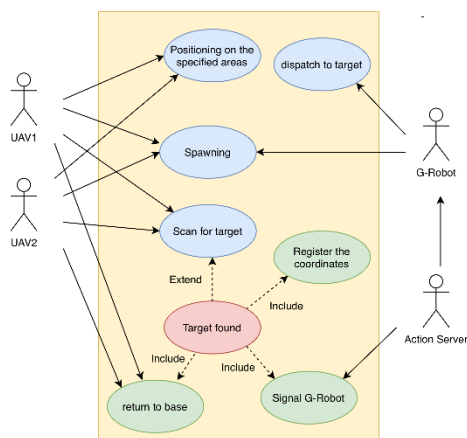 Positioning on the
specified areas
dispatch to target
UAV1
Spawning
G-Robot
UAV2
Scan for target
Register the
coordinates
Extend
Include
Target found
Action Server
Include
Include
return to base
Signal G-Robot